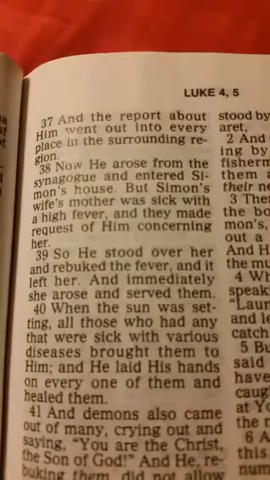 LUKE 4, 5
37 And the report about
Him went out into every
place in the surrounding re-
gion.
38 Now He arose from the
synagogue and entered Si-
mon's house. But Simon's
wife's mother was sick with
a high fever, and they made
request of Him concerning
her.
39 So He stood over her
and rebuked the fever, and it
left her. And immediately
she arose and served them.
40 When the sun was set-
ting, all those who had any
that were sick with various
diseases brought them to
Him; and He laid His hands
on every one of them and
healed them.
41 And demons also came
out of many, crying out and
saying, "You are the Christ,
the Son of God!" And He, re-
buking them, did not allow
stood by
aret,
2 And
ing by
fisherm
them a
their ne
3 Then
the bo
mon's,
out a
And H
the mu
4 Wh
speaki
"Laun
and le
catch
5 Bu
said
have
caug
at Yo
the n
6 A
this,
num